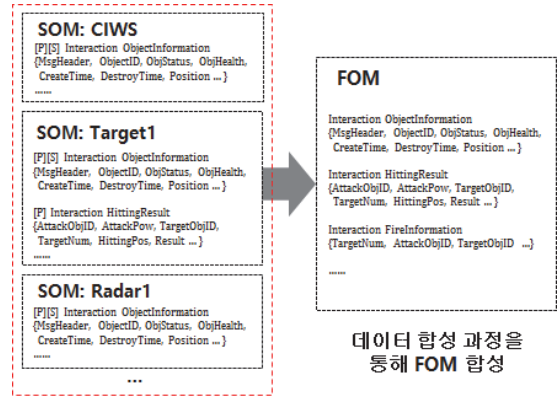 SOM: CIWS
[P][S] Interaction ObjectInformation
{MsgHeader, ObjectID, ObjStatus, ObjHealth,
CreateTime, DestroyTime, Position ... }
......
SOM: Target1
[P][S] Interaction ObjectInformation
{MsgHeader, ObjectID, ObjStatus, ObjHealth,
CreateTime, DestroyTime, Position ... }
[P] Interaction HittingResult
{AttackObjID, AttackPow, TargetObjID,
TargetNum, HittingPos, Result ... }
......
SOM: Radar1
[P][S] Interaction ObjectInformation
{MsgHeader, ObjectID, ObjStatus, ObjHealth,
CreateTime, DestroyTime, Position ... }
......
...
FOM
Interaction ObjectInformation
{MsgHeader, ObjectID, ObjStatus, ObjHealth,
CreateTime, DestroyTime, Position ... }
Interaction HittingResult
{AttackObjID, AttackPow, TargetObjID,
TargetNum, HittingPos, Result ... }
Interaction FireInformation
{TargetNum, AttackObjID, TargetObjID ...}
......
데이터 합성 과정을
통해 FOM 합성